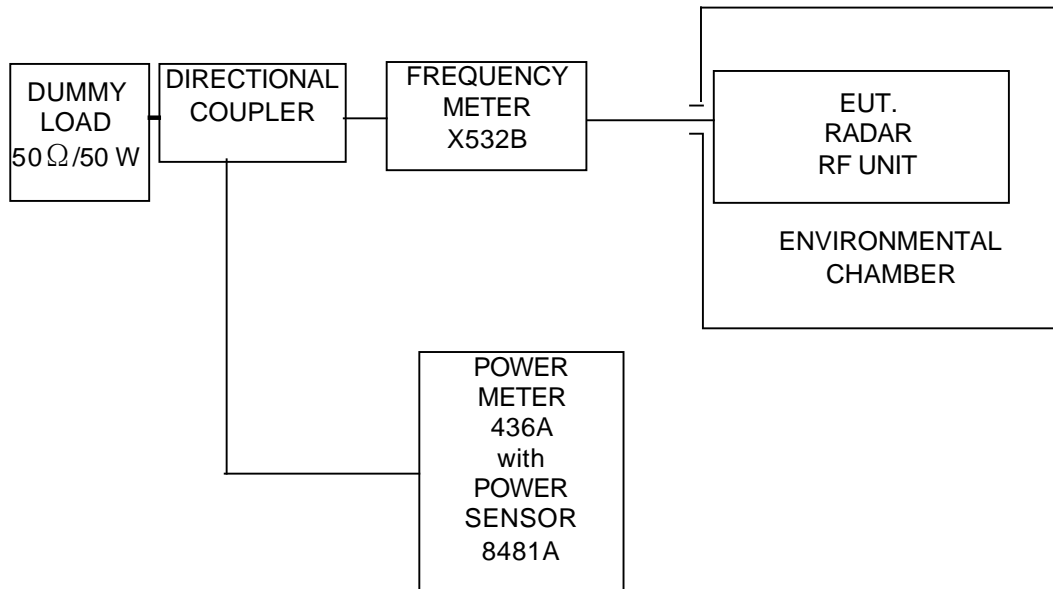 DUMMY
LOAD
50 Ω/50 W
DIRECTIONAL
COUPLER
FREQUENCY
METER
X532B
EUT.
RADAR
RF UNIT
ENVIRONMENTAL
CHAMBER
POWER
METER
436A
with
POWER
SENSOR
8481A